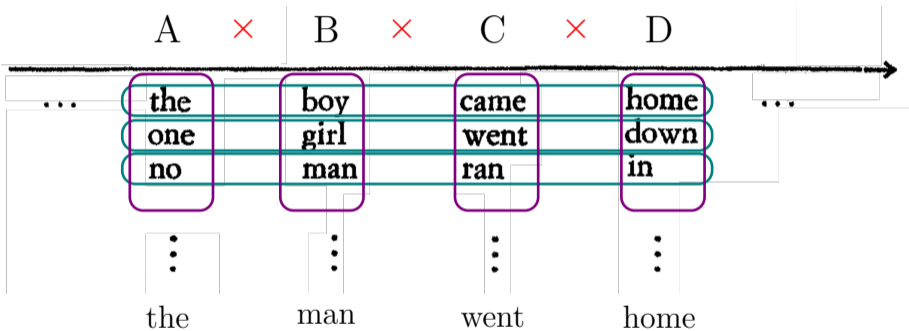 A × B × C × D
... the boy came home ...
one girl went down
no man ran in
the man went home